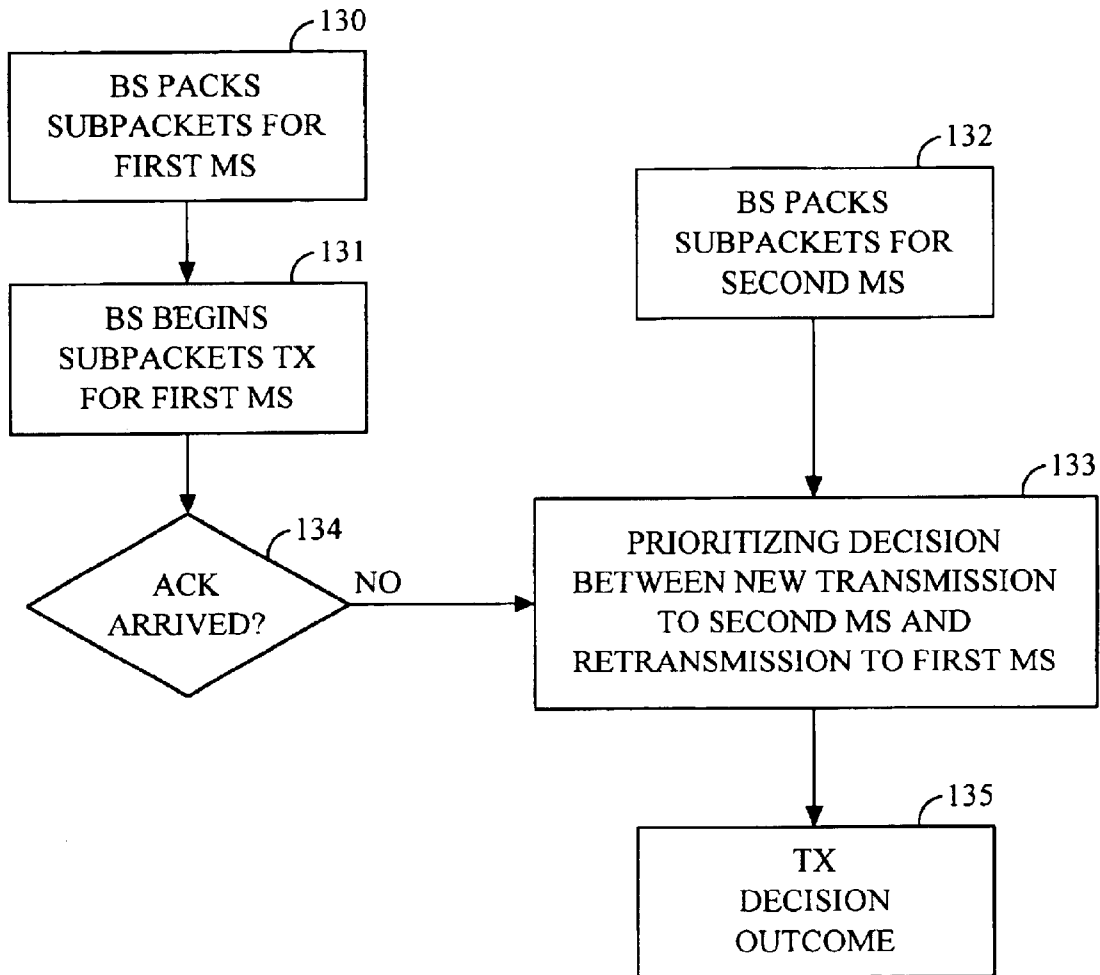 130
BS PACKS
SUBPACKETS FOR
FIRST MS
131
BS BEGINS
SUBPACKETS TX
FOR FIRST MS
134
ACK
ARRIVED?
NO
132
BS PACKS
SUBPACKETS FOR
SECOND MS
133
PRIORITIZING DECISION
BETWEEN NEW TRANSMISSION
TO SECOND MS AND
RETRANSMISSION TO FIRST MS
135
TX
DECISION
OUTCOME